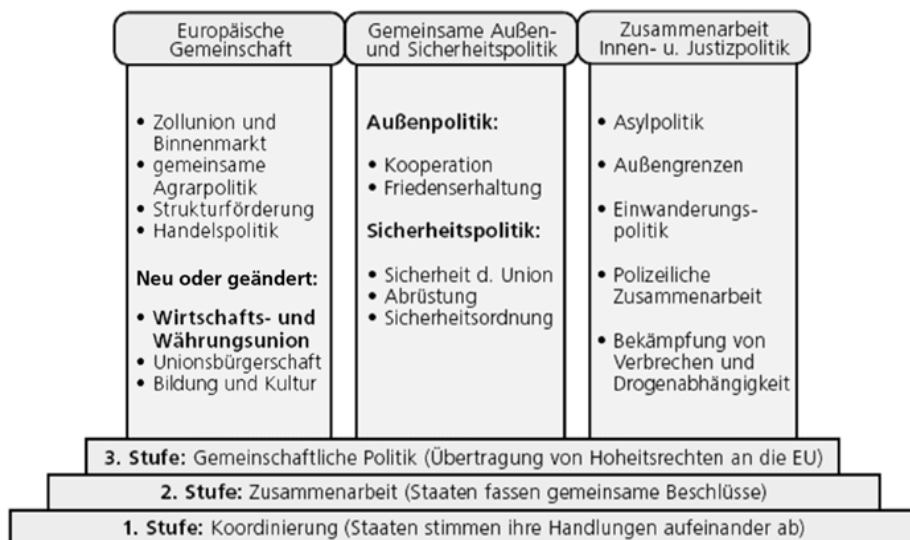 Europäische
Gemeinschaft
• Zollunion und
Binnenmarkt
• gemeinsame
Agrarpolitik
• Strukturförderung
• Handelspolitik
Neu oder geändert:
• Wirtschafts- und
Währungsunion
• Unionsbürgerschaft
• Bildung und Kultur
Gemeinsame Außen-
und Sicherheitspolitik
Außenpolitik:
• Kooperation
• Friedenserhaltung
Sicherheitspolitik:
• Sicherheit d. Union
• Abrüstung
• Sicherheitsordnung
Zusammenarbeit
Innen- u. Justizpolitik
• Asylpolitik
• Außengrenzen
• Einwanderungs-
politik
• Polizeiliche
Zusammenarbeit
• Bekämpfung von
Verbrechen und
Drogenabhängigkeit
3. Stufe: Gemeinschaftliche Politik (Übertragung von Hoheitsrechten an die EU)
2. Stufe: Zusammenarbeit (Staaten fassen gemeinsame Beschlüsse)
1. Stufe: Koordinierung (Staaten stimmen ihre Handlungen aufeinander ab)